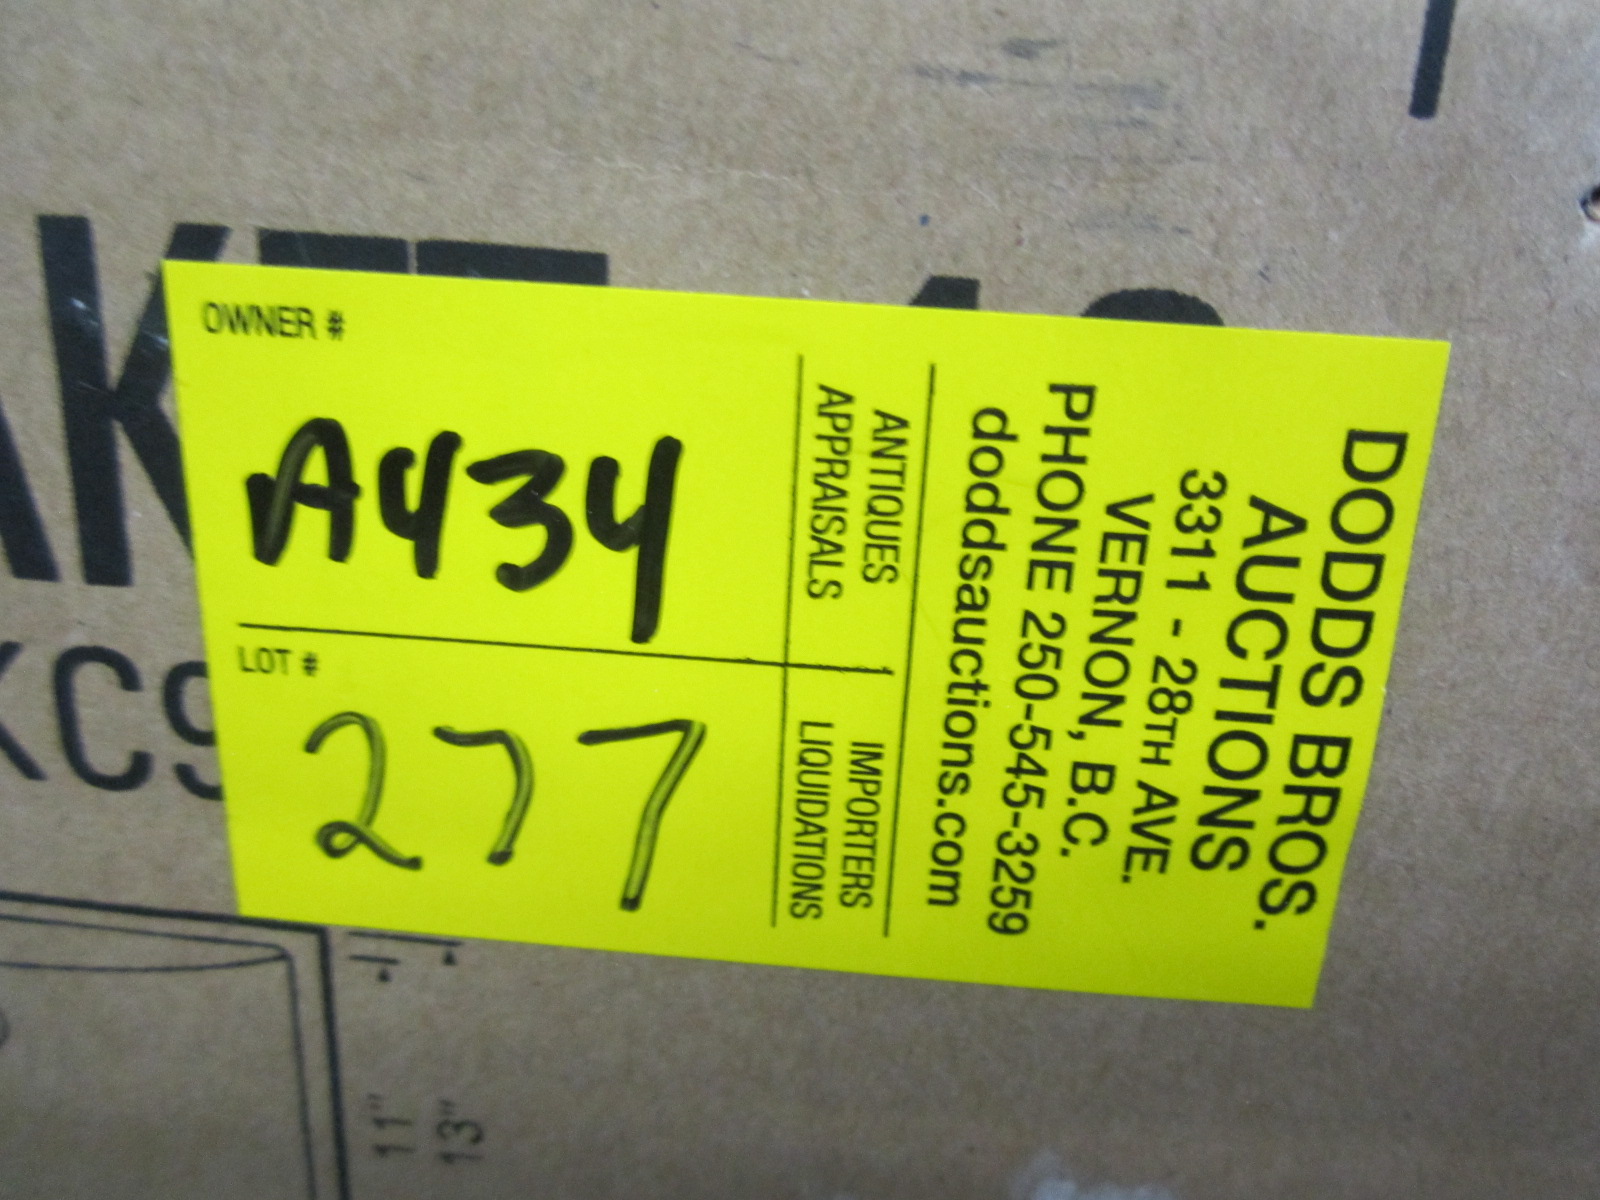 OWNER #
A434
LOT #
277
ANTIQUES
APPRAISALS
IMPORTERS
LIQUIDATIONS
DODDS BROS.
AUCTIONS
3311 - 28TH AVE.
VERNON, B.C.
PHONE 250-545-3259
doddsauctions.com
11"
13"